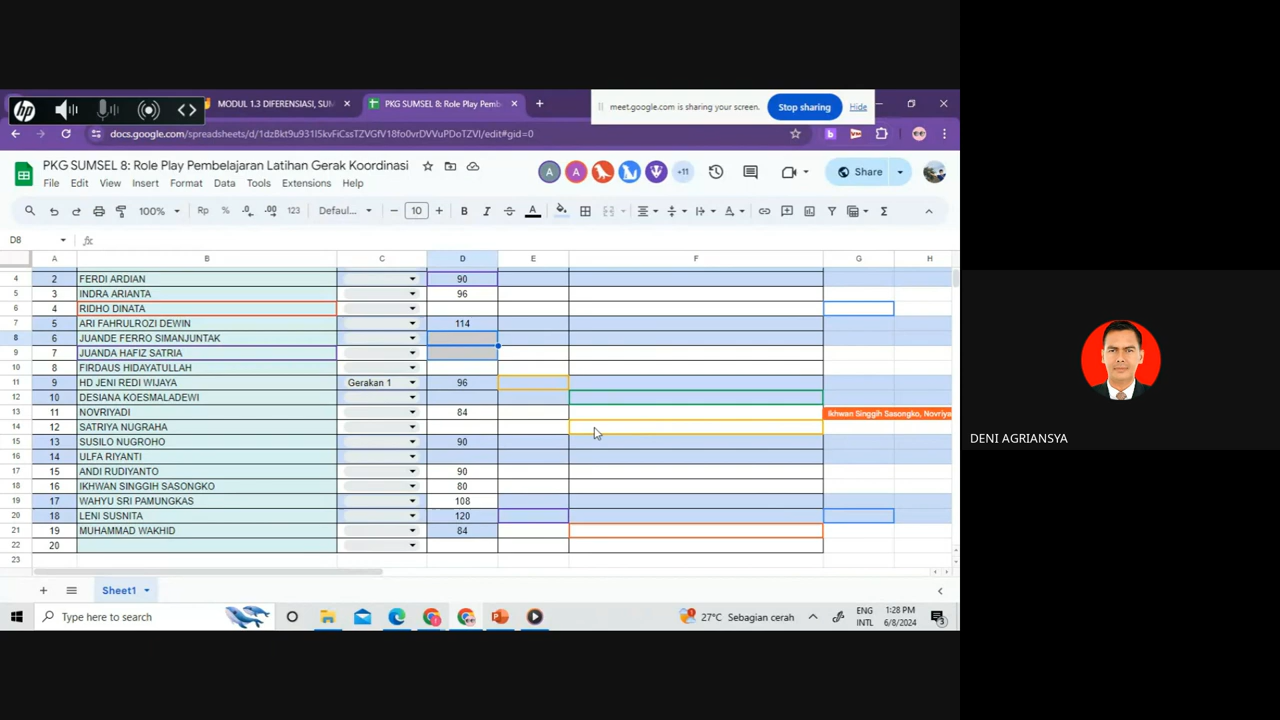 MODUL 1.3 DIFERENSIASI, SUM
PKG SUMSEL 8: Role Play Pemb
meet.google.com is sharing your screen.
Stop sharing
Hide
PKG SUMSEL 8: Role Play Pembelajaran Latihan Gerak Koordinasi
+11
Share
File Edit View Insert Format Data Tools Extensions Help
100% Rp % .0 .00 123 Defaul... 10 B I A
D8
A B C D E F G H
4 2 FERDI ARDIAN 90
5 3 INDRA ARIANTA 96
6 4 RIDHO DINATA
7 5 ARI FAHRULROZI DEWIN 114
8 6 JUANDE FERRO SIMANJUNTAK
9 7 JUANDA HAFIZ SATRIA
10 8 FIRDAUS HIDAYATULLAH
11 9 HD JENI REDI WIJAYA Gerakan 1 96
12 10 DESIANA KOESMALADEWI
13 11 NOVRIYADI 84 Ikhwan Singgih Sasongko, Novriya
14 12 SATRIYA NUGRAHA
15 13 SUSILO NUGROHO 90
16 14 ULFA RIYANTI
17 15 ANDI RUDIYANTO 90
18 16 IKHWAN SINGGIH SASONGKO 80
19 17 WAHYU SRI PAMUNGKAS 108
20 18 LENI SUSNITA 120
21 19 MUHAMMAD WAKHID 84
22 20
23
Sheet1
Type here to search
27°C Sebagian cerah
ENG
INTL
1:28 PM
6/8/2024
3
DENI AGRIANSYA